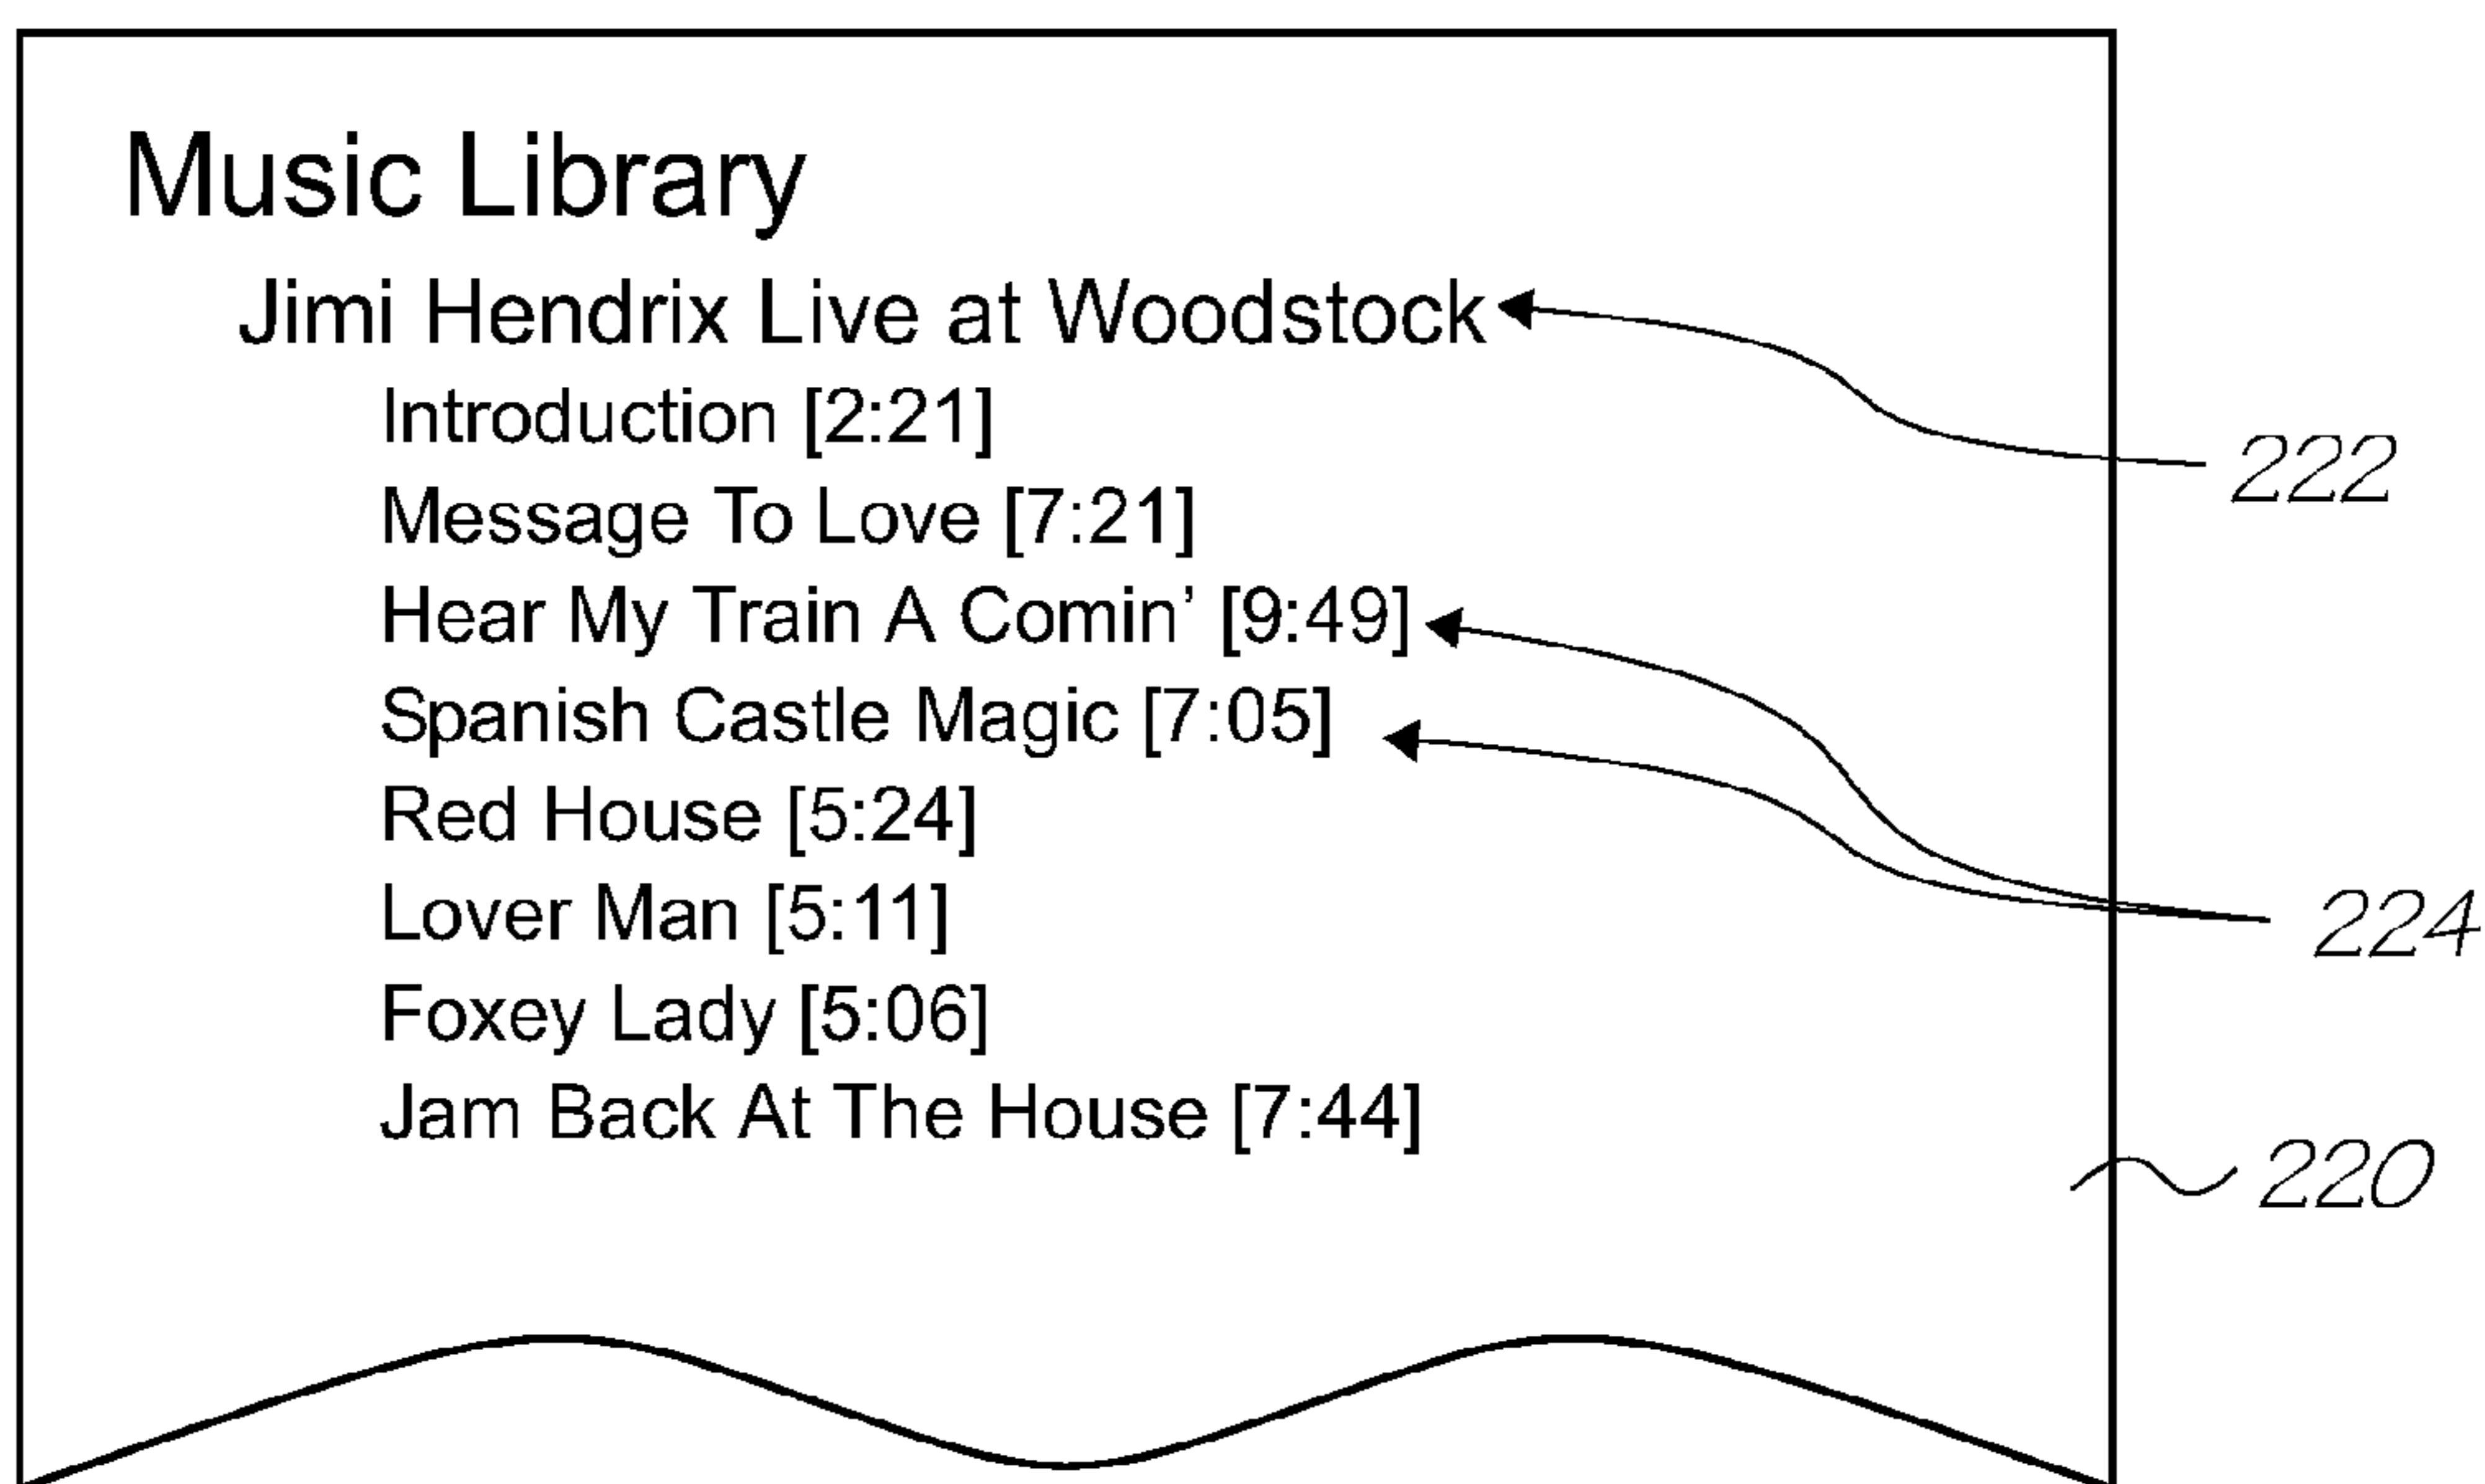 Music Library
Jimi Hendrix Live at Woodstock
Introduction [2:21]
222
Message To Love [7:21]
Hear My Train A Comin’ [9:49]
Spanish Castle Magic [7:05]
Red House [5:24]
Lover Man [5:11]
224
Foxey Lady [5:06]
Jam Back At The House [7:44]
220